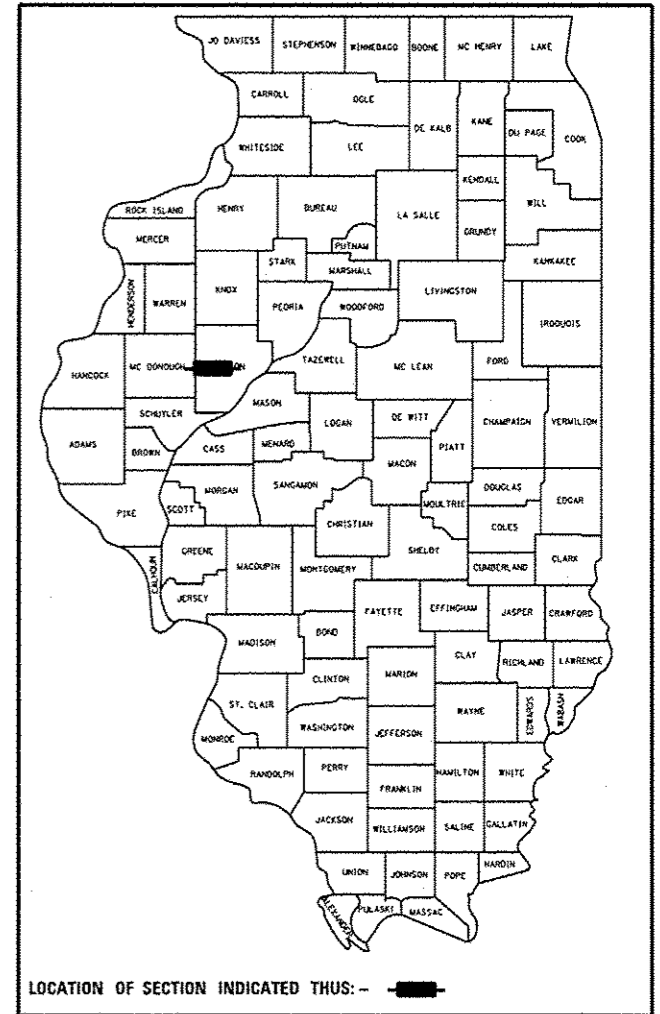 JO DAVIESS STEPHENSON WINNEBAGO BOONE MC HENRY LAKE
CARROLL OGLE DE KALB KANE DU PAGE COOK
WHITESIDE LEE KENDALL WILL
ROCK ISLAND HENRY BUREAU LA SALLE GRUNDY
MERCER PUTNAM KANKAKEE
STARK MARSHALL
HENDERSON WARREN KNOX PEORIA WOODFORD LIVINGSTON IROQUOIS
HANCOCK MC DONOUGH ON TAZEWELL MC LEAN FORD
MASON
SCHUYLER LOGAN DE WITT CHAMPAIGN VERMILION
ADAMS BROWN CASS MENARD PIATT
MACON
PIKE SCOTT MORGAN SANGAMON MOULTRIE DOUGLAS EDGAR
CHRISTIAN COLES
CALHOUN GREENE MACOUPIN MONTGOMERY SHELBY CUMBERLAND CLARK
JERSEY
FAYETTE EFFINGHAM JASPER CRAWFORD
MADISON BOND
CLAY RICHLAND LAWRENCE
CLINTON MARION
ST. CLAIR WAYNE EDWARDS WABASH
MONROE WASHINGTON JEFFERSON
RANDOLPH PERRY HAMILTON WHITE
FRANKLIN
JACKSON WILLIAMSON SALINE GALLATIN
UNION JOHNSON POPE HARDIN
ALEXANDER PULASKI MASSAC
LOCATION OF SECTION INDICATED THUS: -